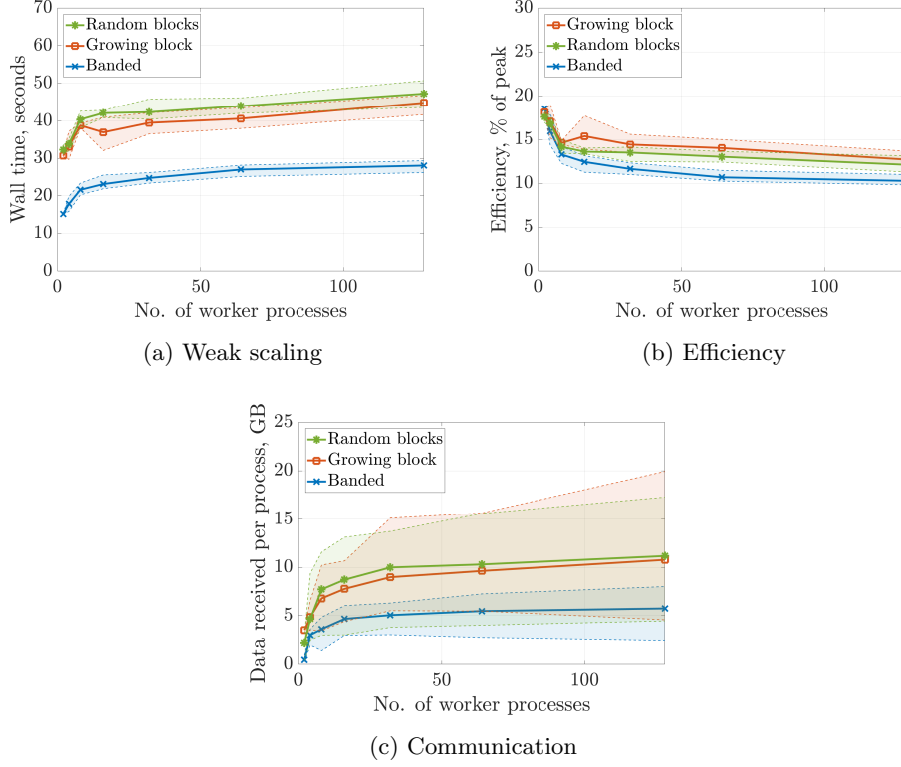 70
60
50
40
30
20
10
0
0
50
100
Wall time, seconds
No. of worker processes
Random blocks
Growing block
Banded
(a) Weak scaling
30
25
20
15
10
5
0
0
50
100
Efficiency, % of peak
No. of worker processes
Growing block
Random blocks
Banded
(b) Efficiency
25
20
15
10
5
0
0
50
100
Data received per process, GB
No. of worker processes
Random blocks
Growing block
Banded
(c) Communication